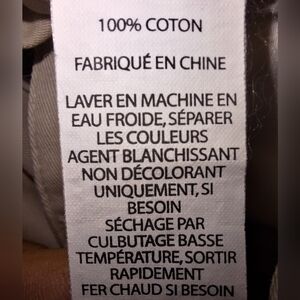 100% COTON
FABRIQUÉ EN CHINE
LAVER EN MACHINE EN
EAU FROIDE, SÉPARER
LES COULEURS
AGENT BLANCHISSANT
NON DÉCOLORANT
UNIQUEMENT, SI
BESOIN
SÉCHAGE PAR
CULBUTAGE BASSE
TEMPÉRATURE, SORTIR
RAPIDEMENT
FER CHAUD SI BESOIN